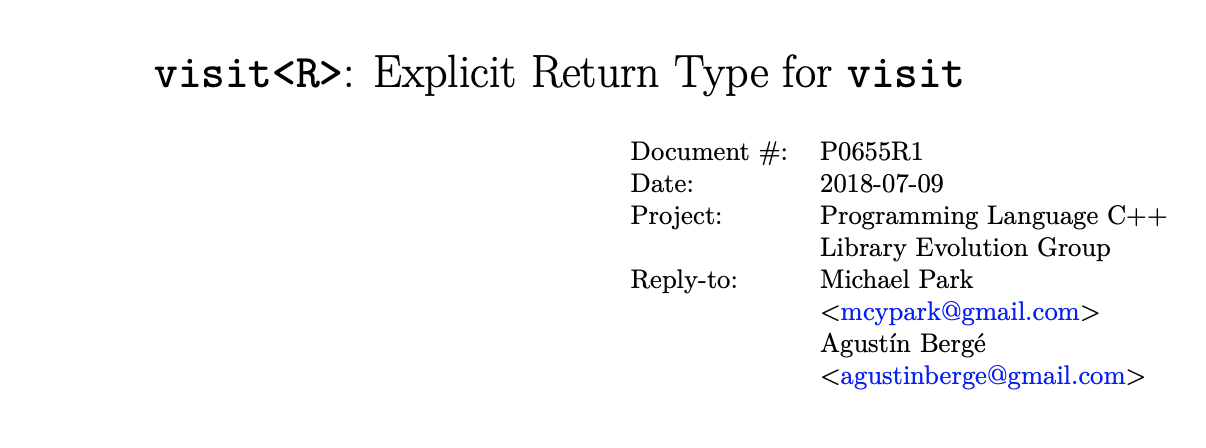 visit<R>: Explicit Return Type for visit
Document #: P0655R1
Date: 2018-07-09
Project: Programming Language C++
Library Evolution Group
Reply-to: Michael Park
<mcypark@gmail.com>
Agustín Bergé
<agustinberge@gmail.com>